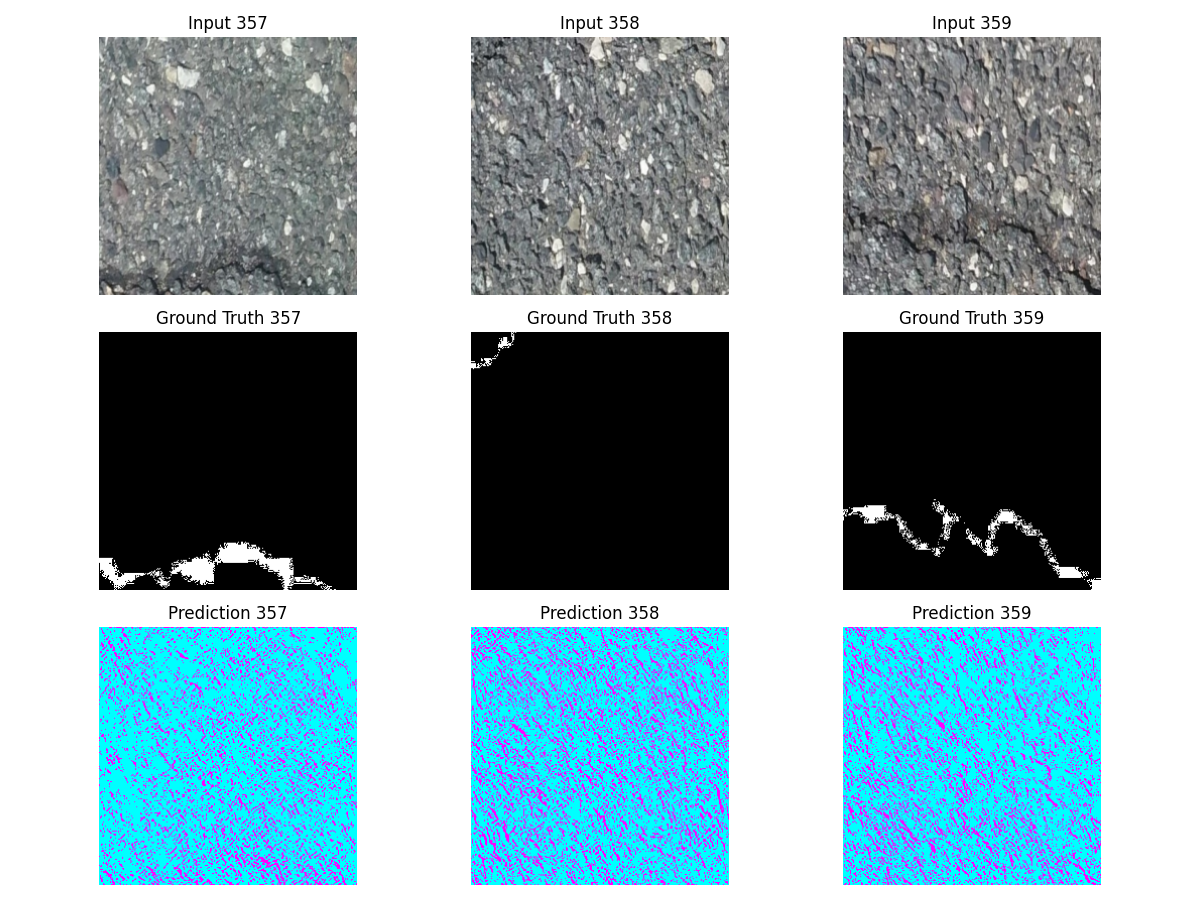 Input 357
Input 358
Input 359
Ground Truth 357
Ground Truth 358
Ground Truth 359
Prediction 357
Prediction 358
Prediction 359